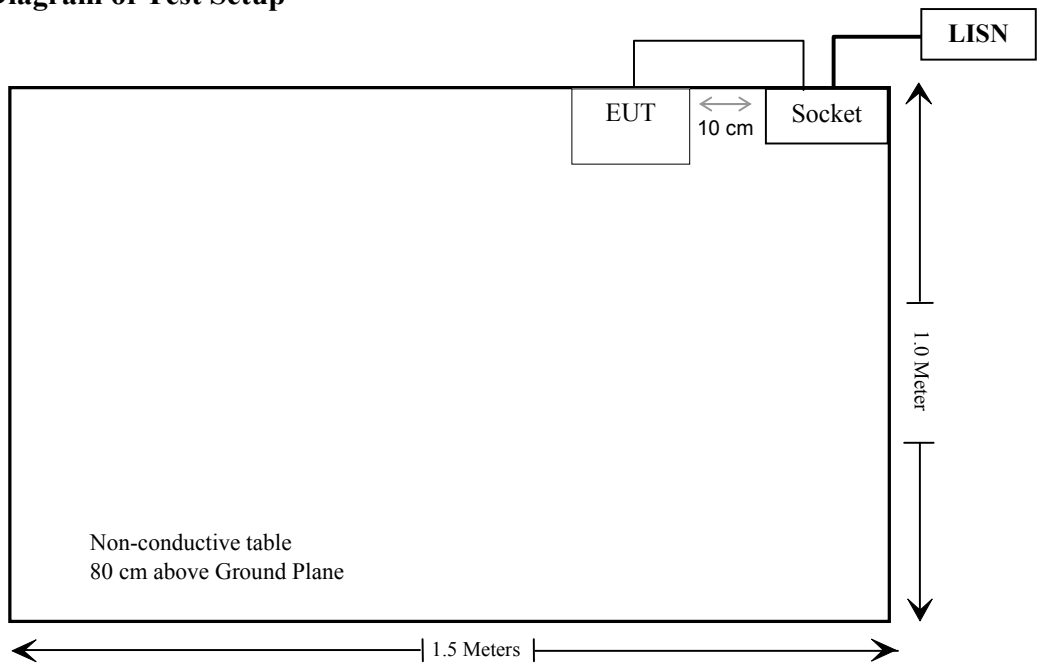 Diagram of Test Setup
LISN
EUT
10 cm
Socket
1.0 Meter
Non-conductive table
80 cm above Ground Plane
1.5 Meters